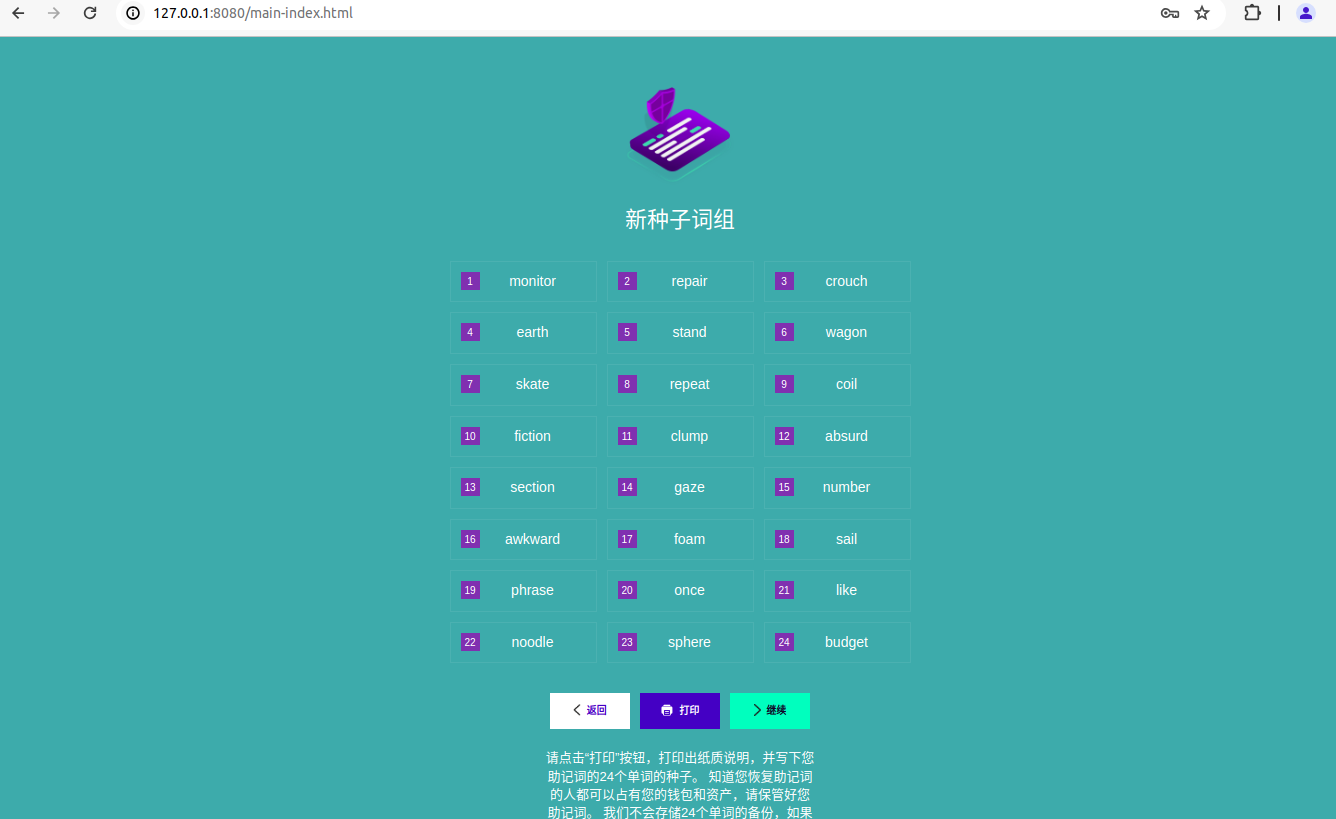 127.0.0.1:8080/main-index.html
新种子词组
1 monitor 2 repair 3 crouch
4 earth 5 stand 6 wagon
7 skate 8 repeat 9 coil
10 fiction 11 clump 12 absurd
13 section 14 gaze 15 number
16 awkward 17 foam 18 sail
19 phrase 20 once 21 like
22 noodle 23 sphere 24 budget
返回 打印 继续
请点击“打印”按钮，打印出纸质说明，并写下您
助记词的24个单词的种子。 知道您恢复助记词
的人都可以占有您的钱包和资产，请保管好您
助记词。 我们不会存储24个单词的备份，如果